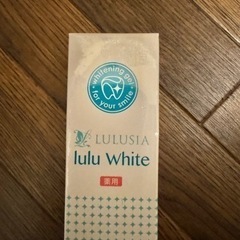 whitening gel
for your smile
LULUSIA
lulu White
薬用